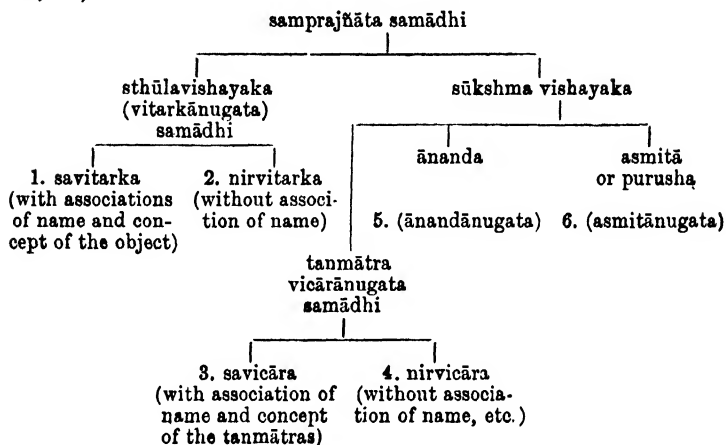 samprajñāta samādhi
sthūlavishayaka
(vitarkānugata)
samādhi
sūkshma vishayaka
1. savitarka
(with associations
of name and con-
cept of the object)
2. nirvitarka
(without associ-
tion of name)
ānanda
5. (ānandānugata)
asmitā
or purusha
6. (asmitānugata)
tanmātra
vicārānugata
samādhi
3. savicāra
(with association of
name and concept
of the tanmātras)
4. nirvicāra
(without associa-
tion of name, etc.)